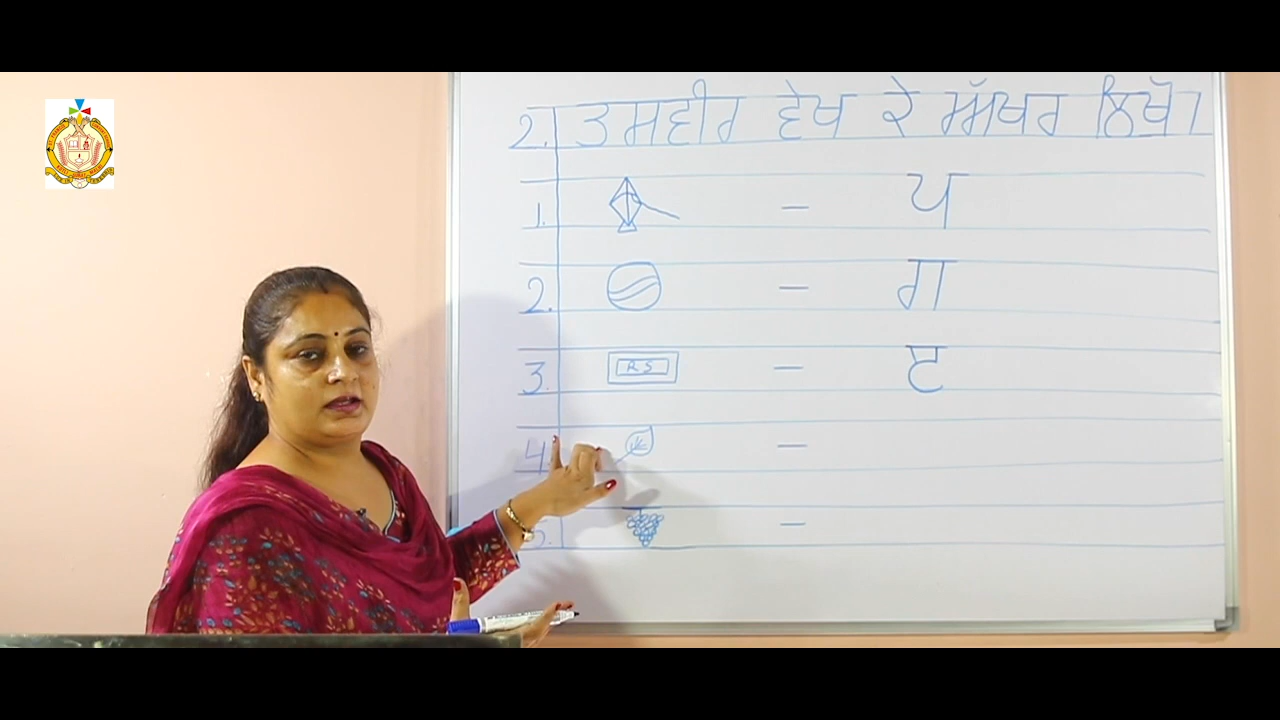 2. ਤਸਵੀਰ ਵੇਖ ਕੇ ਅੱਖਰ ਲਿਖੋ।
1. – ਪ
2. – ਗ
3. RS – ਣ
4. –
5. –